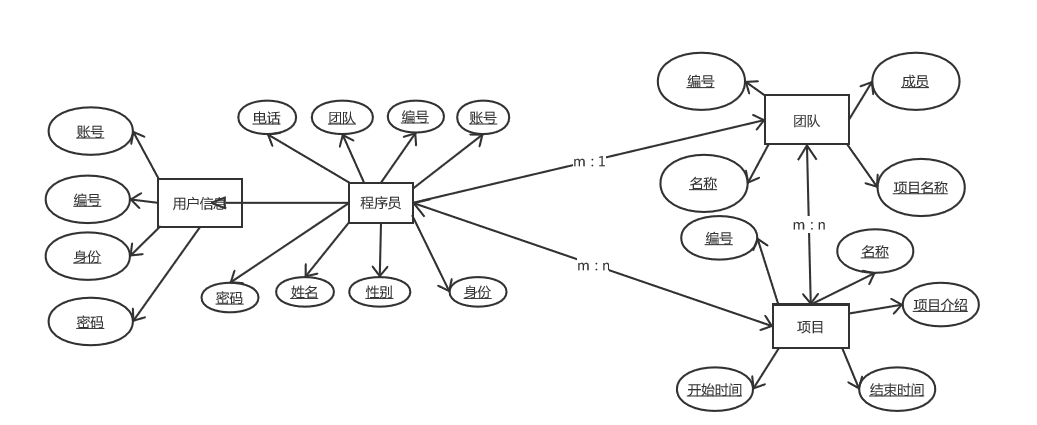 账号
编号
身份
密码
用户信息
电话
团队
编号
账号
程序员
密码
姓名
性别
身份
m : 1
m : n
编号
成员
团队
名称
项目名称
m : n
编号
名称
项目介绍
项目
开始时间
结束时间